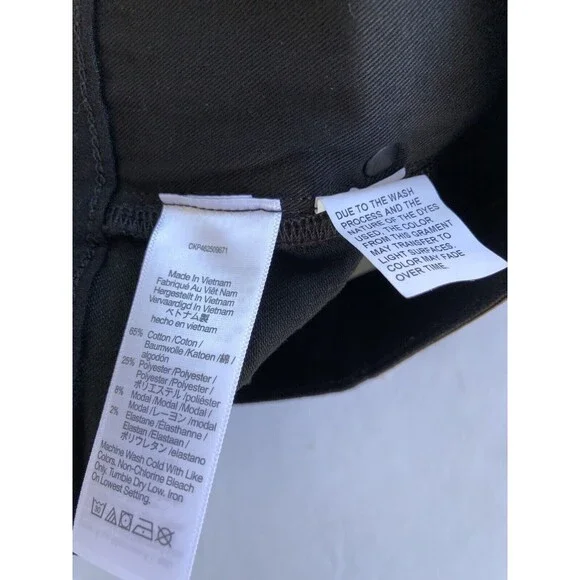 DKP462509671
Made In Vietnam
Fabriqué Au Viêt Nam
Hergestellt In Vietnam
Vervaardigd In Vietnam
ベトナム製
hecho en vietnam
65% Cotton /Coton/
Baumwolle /Katoen /綿 /
algodón
25% Polyester /Polyester/
Polyester /Polyester/
ポリエステル /poliéster
8% Modal /Modal /Modal /
Modal /レーヨン /modal
2% Elastane /Élasthanne /
Elastan /Elastaan/
ポリウレタン /elastano
Machine Wash Cold With Like
Colors, Non-Chlorine Bleach
Only, Tumble Dry Low, Iron
On Lowest Setting.
DUE TO THE WASH
PROCESS AND THE
NATURE OF THE DYES
USED, THE COLOR
FROM THIS GRAMENT
MAY TRANSFER TO
LIGHT SURFACES.
COLOR MAY FADE
OVER TIME.